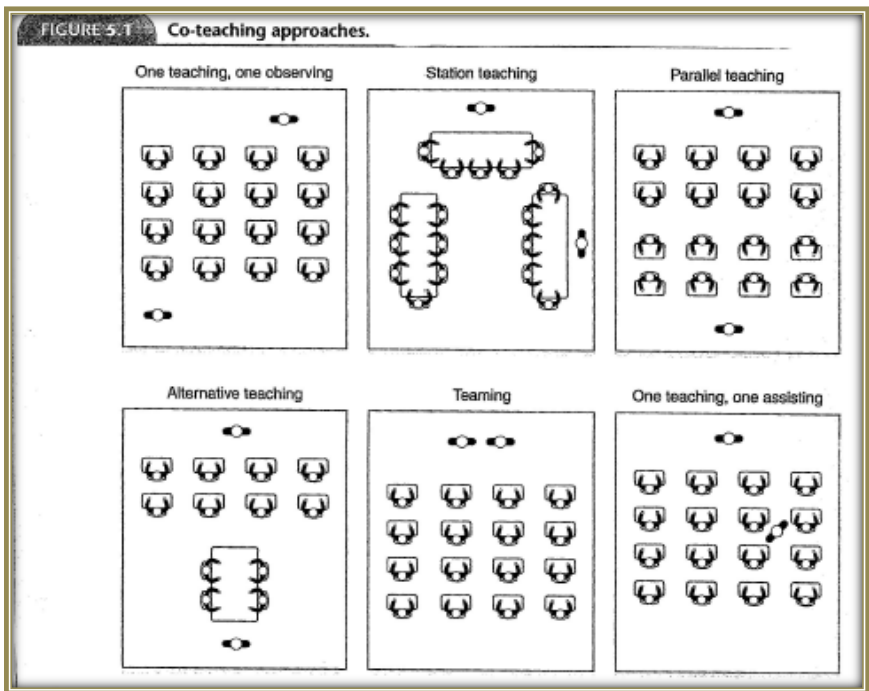 FIGURE 5.1 Co-teaching approaches.
One teaching, one observing
Station teaching
Parallel teaching
Alternative teaching
Teaming
One teaching, one assisting